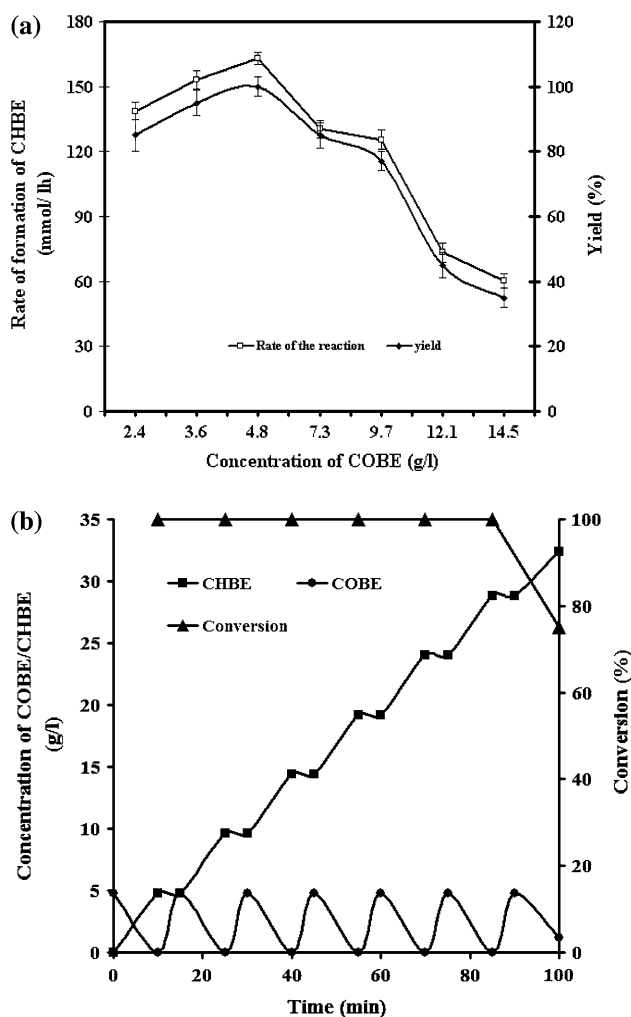 (a)
180
150
120
90
60
30
0
Rate of formation of CHBE
(mmol/ lh)
120
100
80
60
40
20
0
Yield (%)
Rate of the reaction
yield
2.4 3.6 4.8 7.3 9.7 12.1 14.5
Concentration of COBE (g/l)
(b)
35
30
25
20
15
10
5
0
Concentration of COBE/CHBE
(g/l)
CHBE
COBE
Conversion
100
80
60
40
20
0
Conversion (%)
0 20 40 60 80 100
Time (min)